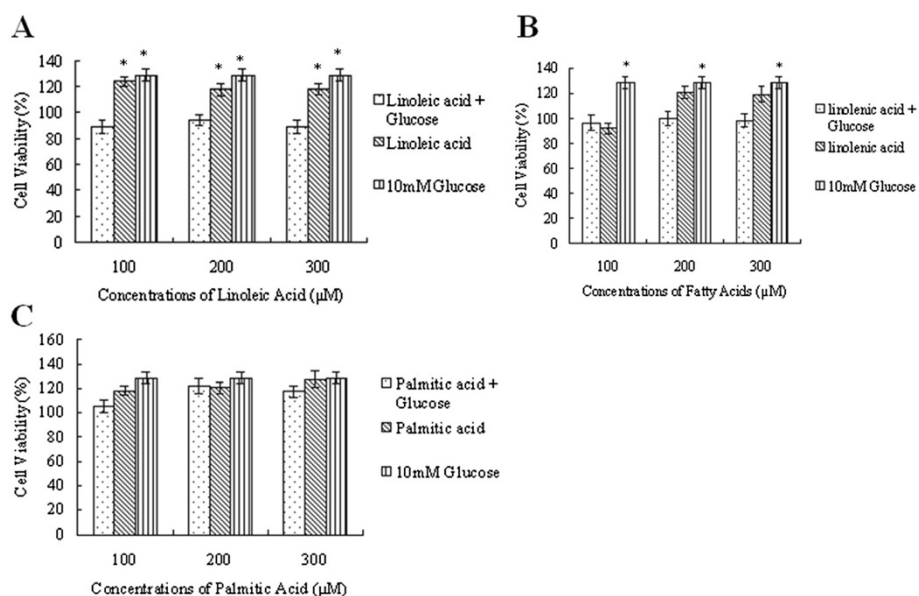 A
Cell Viability (%)
140
120
100
80
60
40
20
0
* *
* *
* *
100 200 300
Concentrations of Linoleic Acid (µM)
Linoleic acid +
Glucose
Linoleic acid
10mM Glucose
B
Cell Viability (%)
140
120
100
80
60
40
20
0
* * *
100 200 300
Concentrations of Fatty Acids (µM)
linolenic acid +
Glucose
linolenic acid
10mM Glucose
C
Cell Viability (%)
160
140
120
100
80
60
40
20
0
100 200 300
Concentrations of Palmitic Acid (µM)
Palmitic acid +
Glucose
Palmitic acid
10mM Glucose